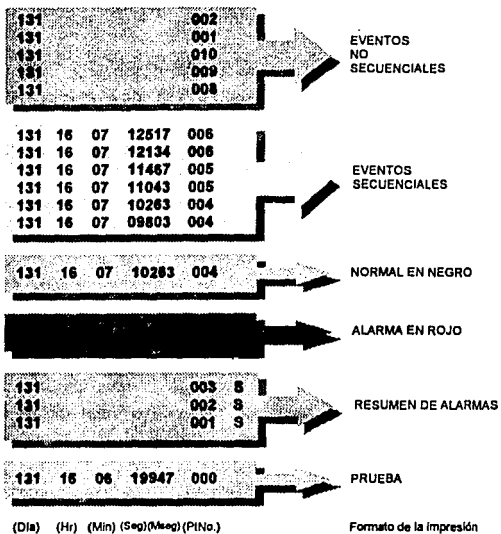 131 002
131 001
131 010
131 009
131 008
EVENTOS
NO
SECUENCIALES
131 16 07 12517 006
131 16 07 12134 006
131 16 07 11467 005
131 16 07 11043 005
131 16 07 10263 004
131 16 07 09803 004
EVENTOS
SECUENCIALES
131 16 07 10263 004
NORMAL EN NEGRO
ALARMA EN ROJO
131 003 S
131 002 S
131 001 S
RESUMEN DE ALARMAS
131 16 06 19947 000
PRUEBA
(Día) (Hr) (Min) (Seg)(Mseg)(PtNo.) Formato de la impresión